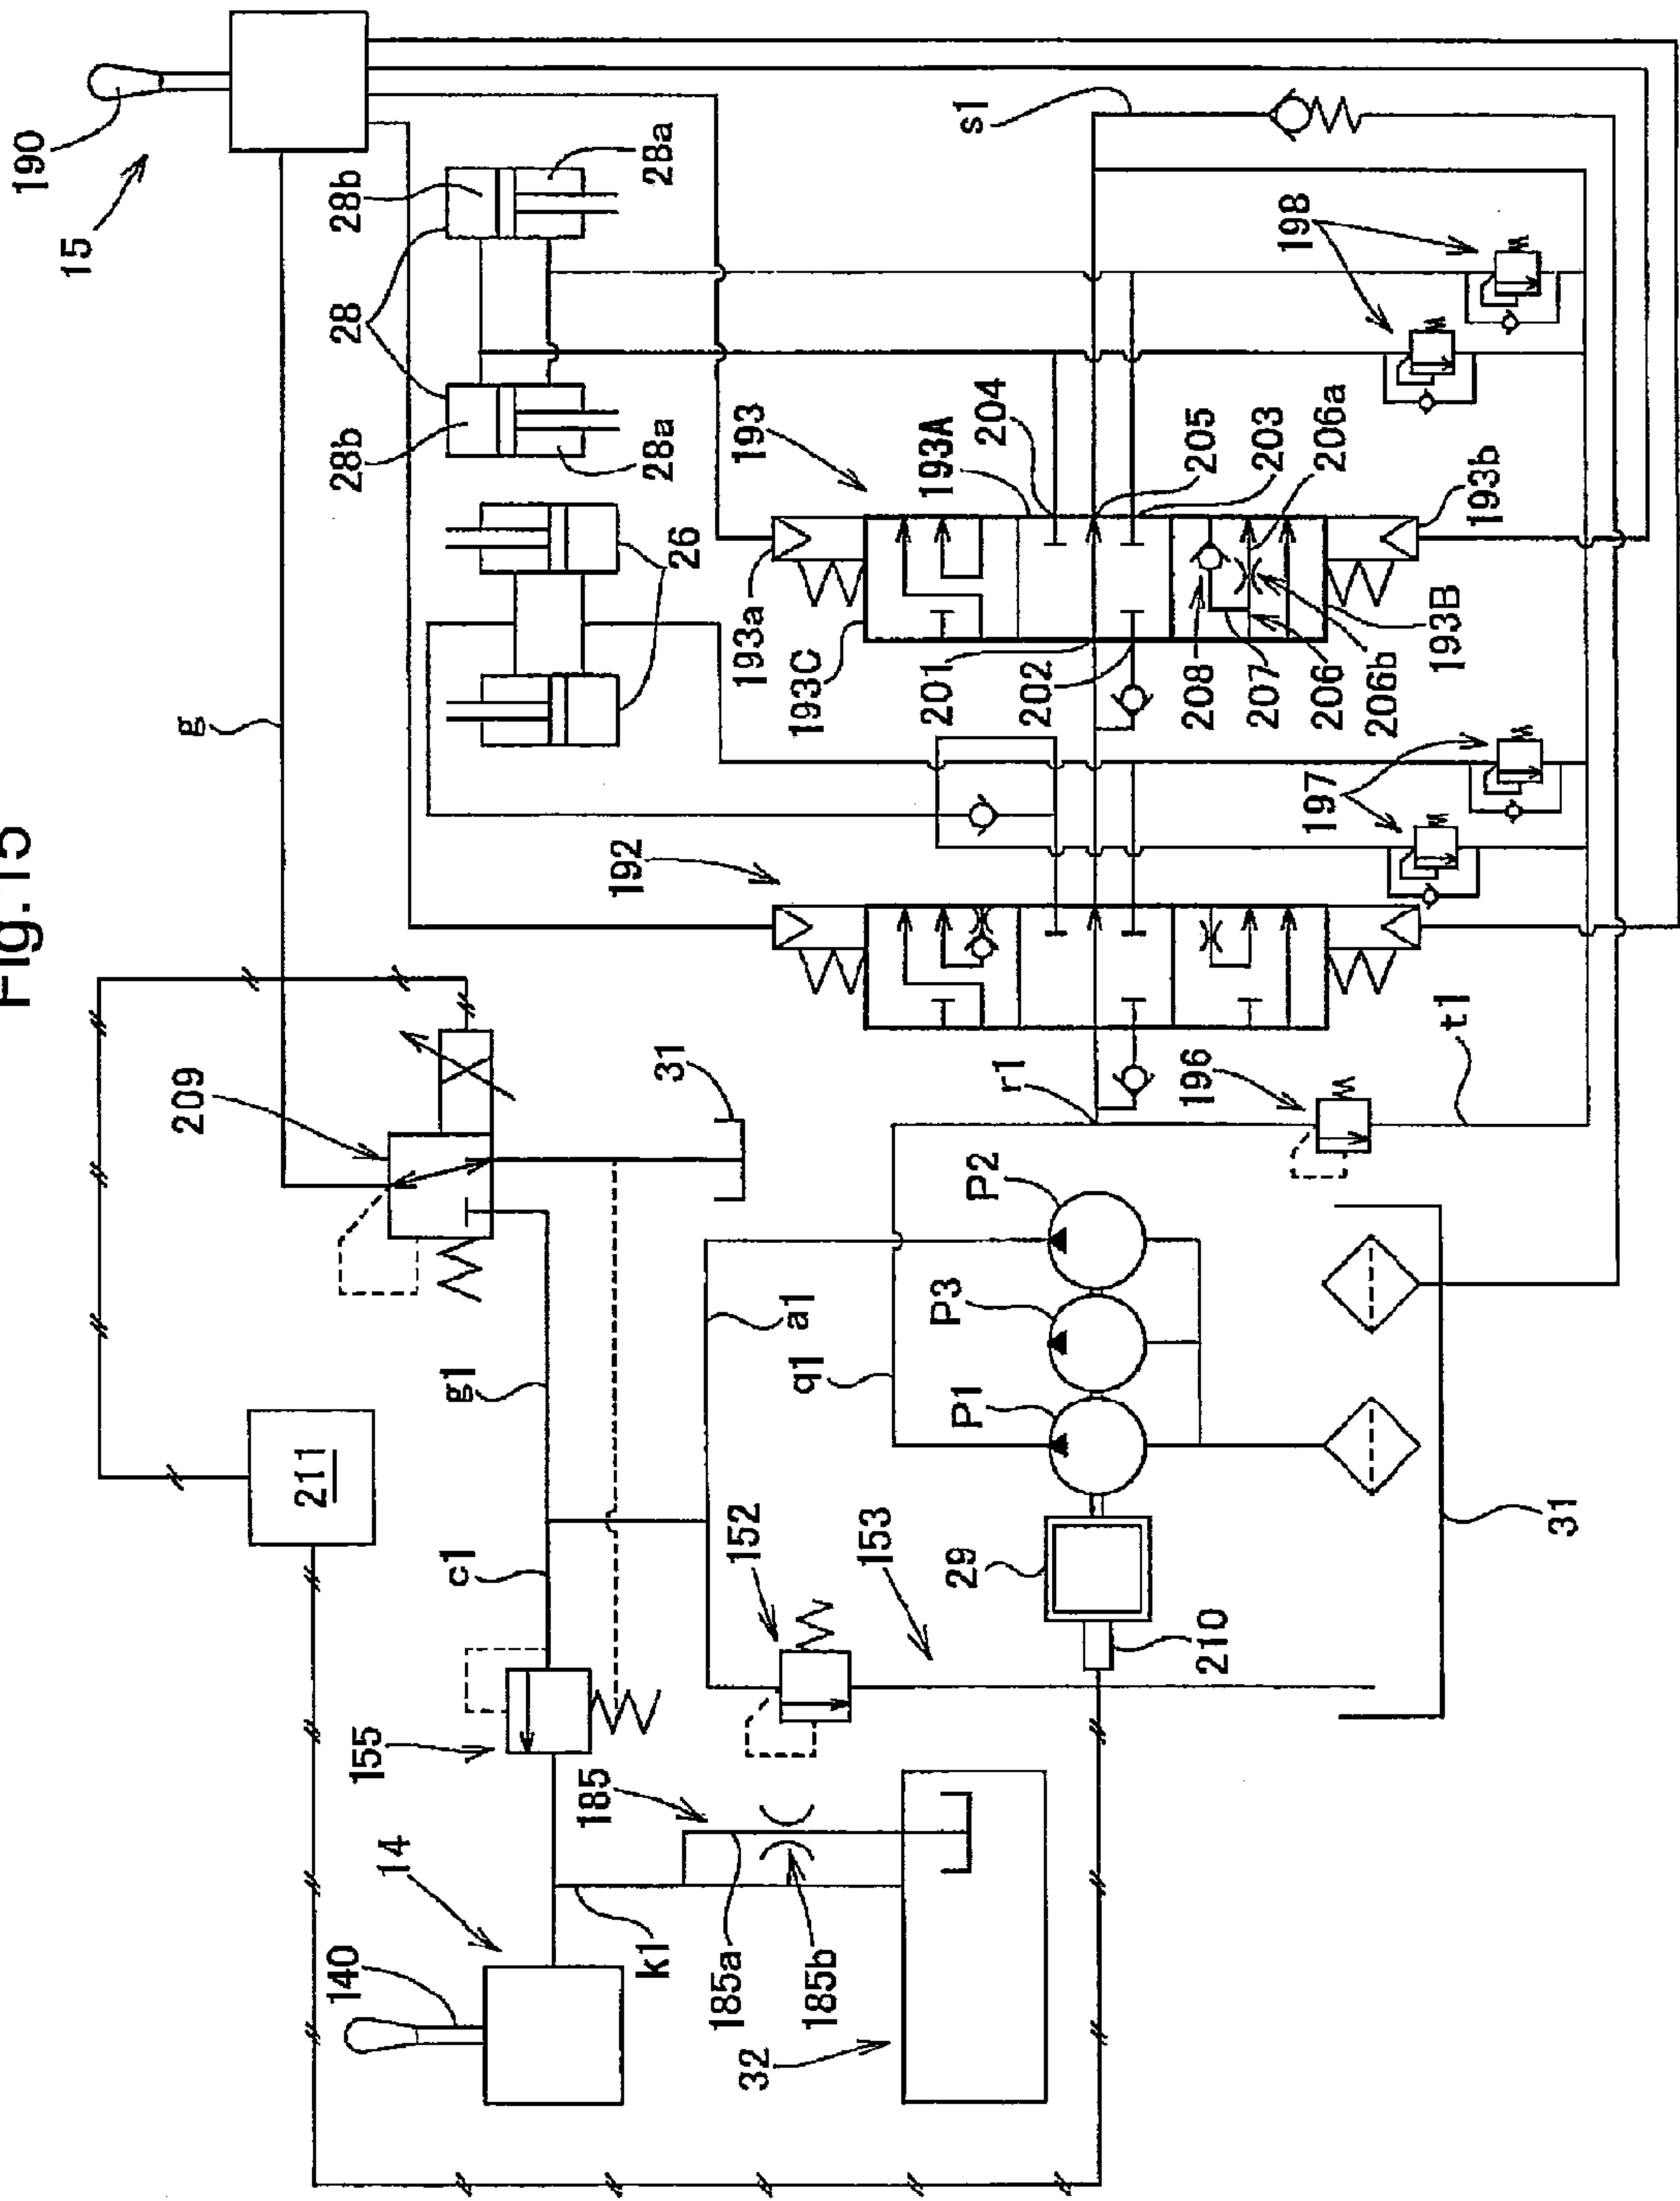 Fig.15
190
15
28b
28a
28
28b
28a
26
g
s1
198
193
193A
204
205
203
206a
193b
193a
193C
201
202
208
207
206
206b
193B
197
192
209
31
r1
196
t1
P2
a1
P3
q1
g1
P1
211
c1
152
153
29
210
31
155
185
14
140
k1
185a
185b
32